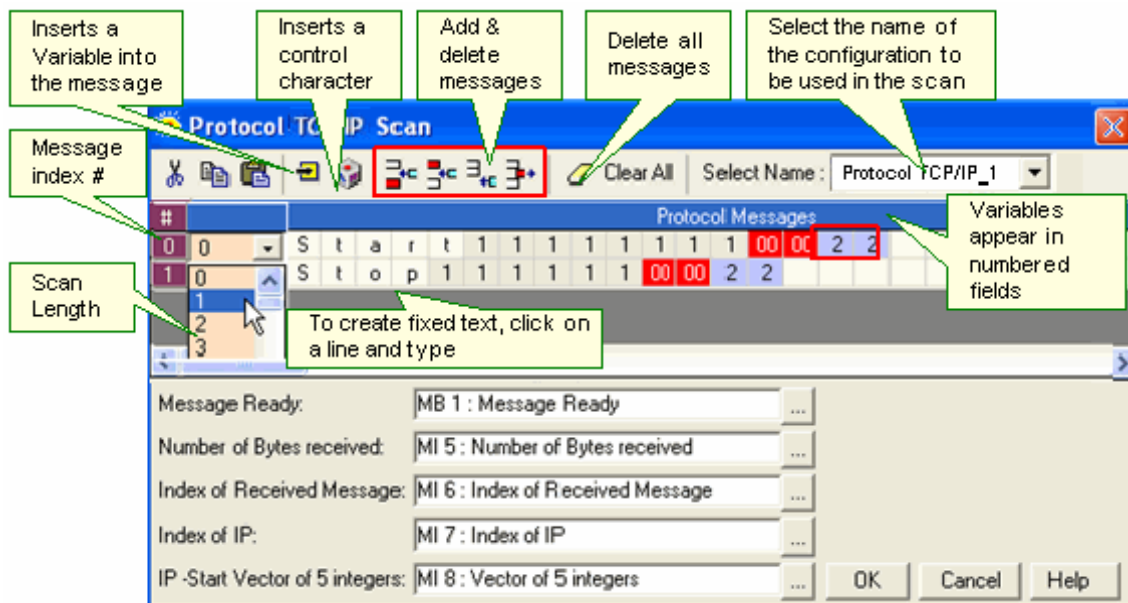 Inserts a
Variable into
the message
Inserts a
control
character
Add &
delete
messages
Delete all
messages
Select the name of
the configuration to
be used in the scan
Protocol TCP/IP Scan
Message
index #
Clear All
Select Name :
Protocol TCP/IP_1
#
Protocol Messages
0 0 S t a r t 1 1 1 1 1 1 1 1 1 00 00 2 2
1 0 S t o p 1 1 1 1 1 1 00 00 2 2
1
2
3
Variables
appear in
numbered
fields
Scan
Length
To create fixed text, click on
a line and type
Message Ready: MB 1 : Message Ready ...
Number of Bytes received: MI 5 : Number of Bytes received ...
Index of Received Message: MI 6 : Index of Received Message ...
Index of IP: MI 7 : Index of IP ...
IP -Start Vector of 5 integers: MI 8 : Vector of 5 integers ... OK Cancel Help